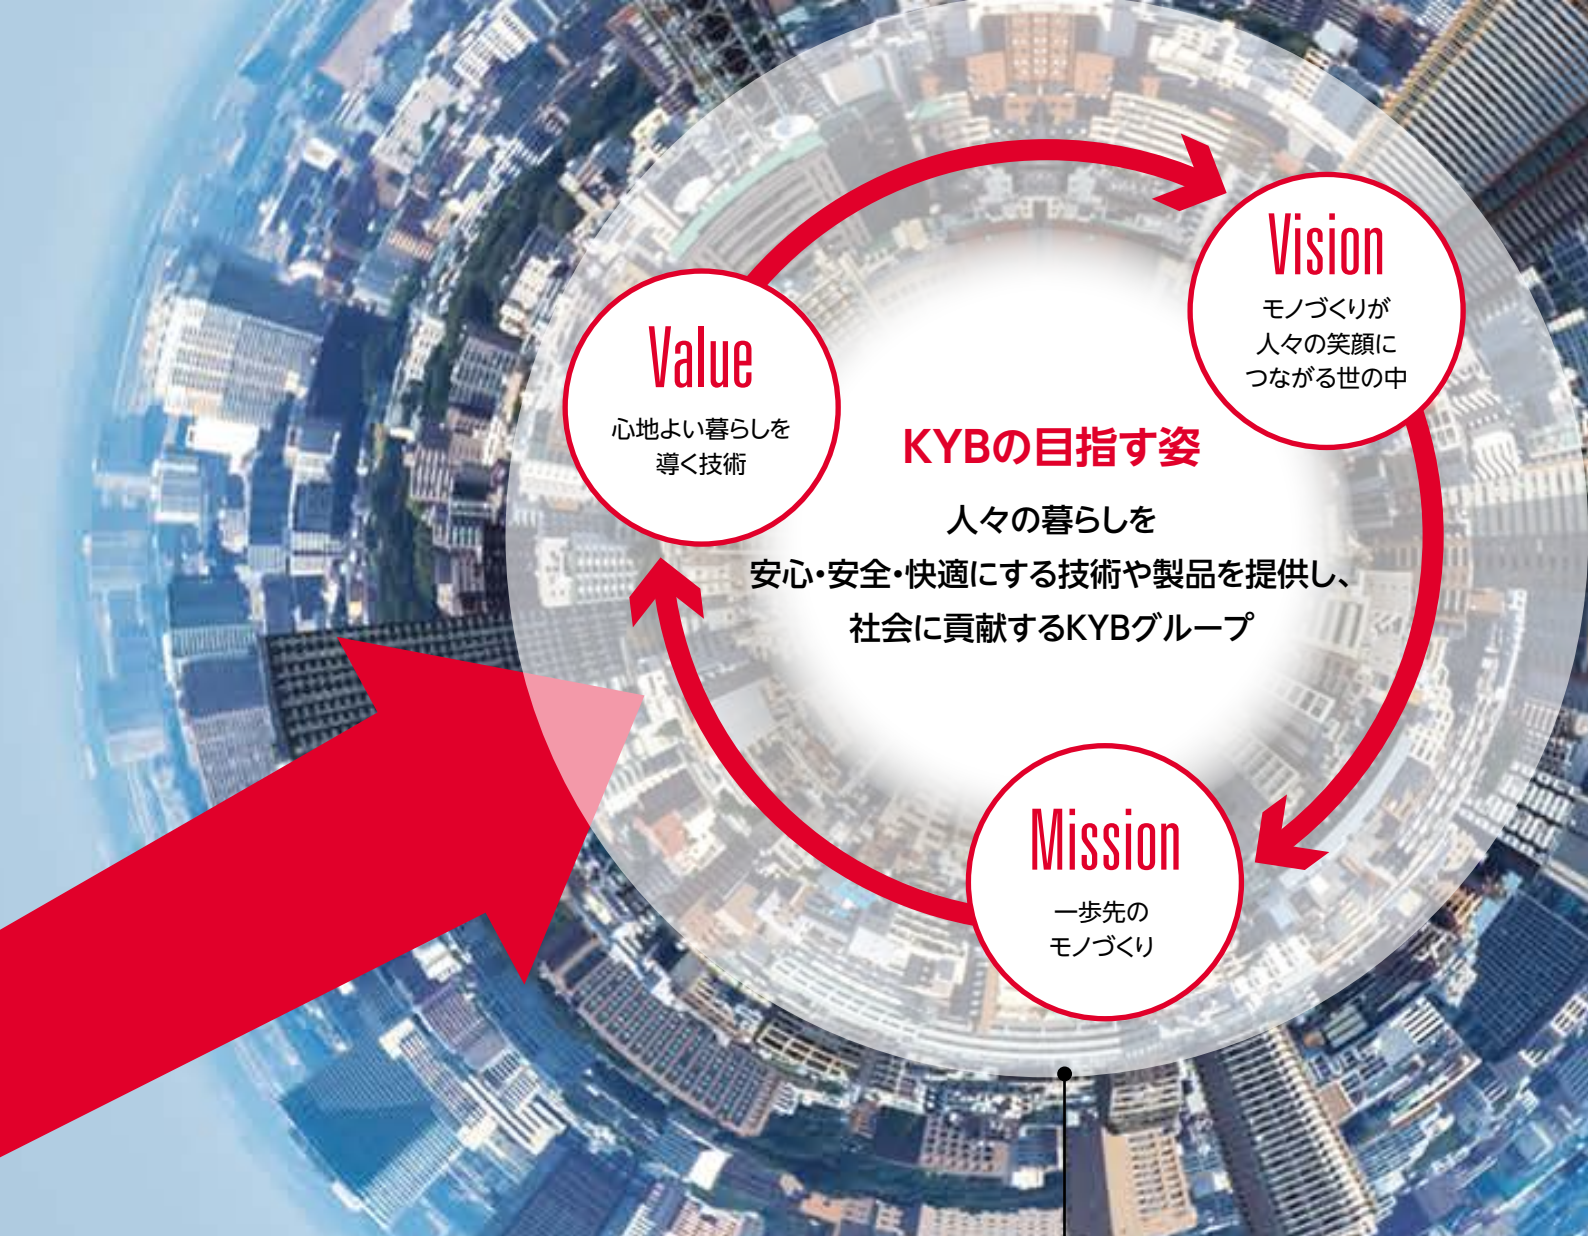 Vision
モノづくりが
人々の笑顔に
つながる世の中
Value
心地よい暮らしを
導く技術
KYBの目指す姿
人々の暮らしを
安心・安全・快適にする技術や製品を提供し、
社会に貢献するKYBグループ
Mission
一歩先の
モノづくり